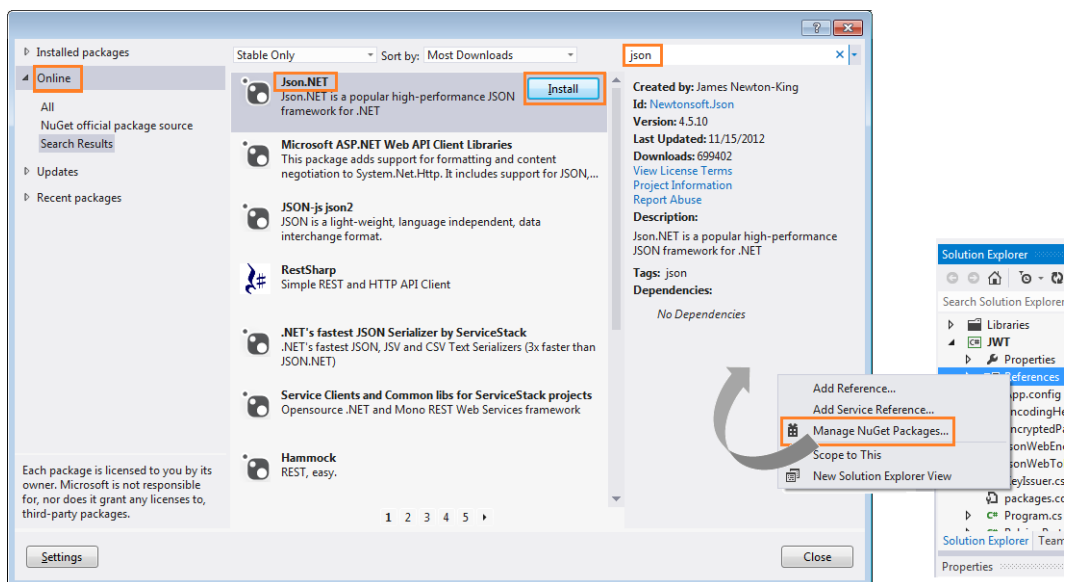 Installed packages
Online
All
NuGet official package source
Search Results
Updates
Recent packages
Each package is licensed to you by its
owner. Microsoft is not responsible
for, nor does it grant any licenses to,
third-party packages.
Settings
Stable Only
Sort by: Most Downloads
Json.NET
Json.NET is a popular high-performance JSON
framework for .NET
Install
Microsoft ASP.NET Web API Client Libraries
This package adds support for formatting and content
negotiation to System.Net.Http. It includes support for JSON,...
JSON-js json2
JSON is a light-weight, language independent, data
interchange format.
RestSharp
Simple REST and HTTP API Client
.NET's fastest JSON Serializer by ServiceStack
.NET's fastest JSON, JSV and CSV Text Serializers (3x faster than
JSON.NET)
Service Clients and Common libs for ServiceStack projects
Opensource .NET and Mono REST Web Services framework
Hammock
REST, easy.
1 2 3 4 5
json
Created by: James Newton-King
Id: Newtonsoft.Json
Version: 4.5.10
Last Updated: 11/15/2012
Downloads: 699402
View License Terms
Project Information
Report Abuse
Description:
Json.NET is a popular high-performance
JSON framework for .NET
Tags: json
Dependencies:
No Dependencies
Close
Add Reference...
Add Service Reference...
Manage NuGet Packages...
Scope to This
New Solution Explorer View
Solution Explorer
Search Solution Explorer
Libraries
C# JWT
Properties
References
App.config
packages.co
C# Program.cs
Solution Explorer Team
Properties